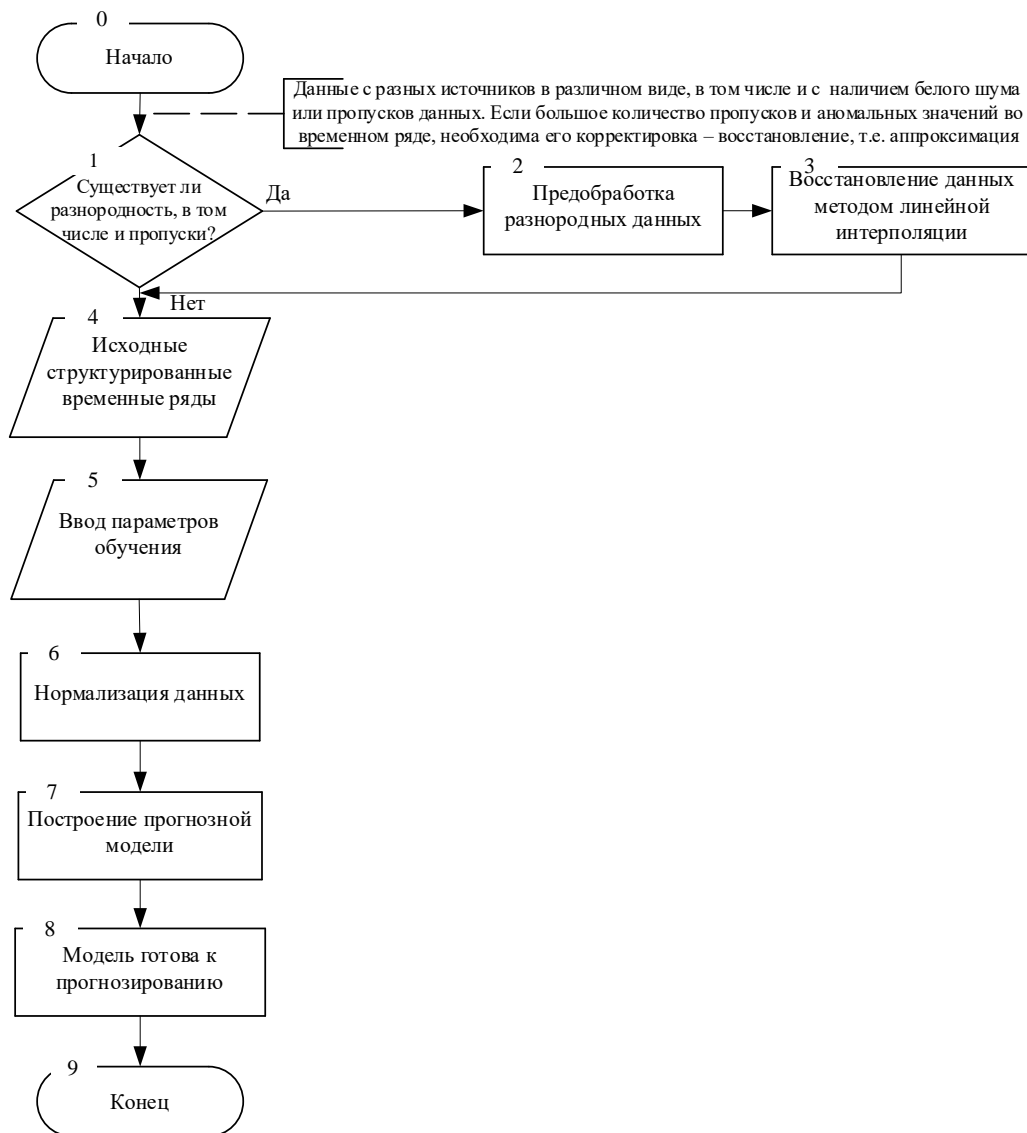 0
Начало
Данные с разных источников в различном виде, в том числе и с наличием белого шума
или пропусков данных. Если большое количество пропусков и аномальных значений во
временном ряде, необходима его корректировка – восстановление, т.е. аппроксимация
1
Существует ли
разнородность, в том
числе и пропуски?
Да
2
Предобработка
разнородных данных
3
Восстановление данных
методом линейной
интерполяции
Нет
4
Исходные
структурированные
временные ряды
5
Ввод параметров
обучения
6
Нормализация данных
7
Построение прогнозной
модели
8
Модель готова к
прогнозированию
9
Конец